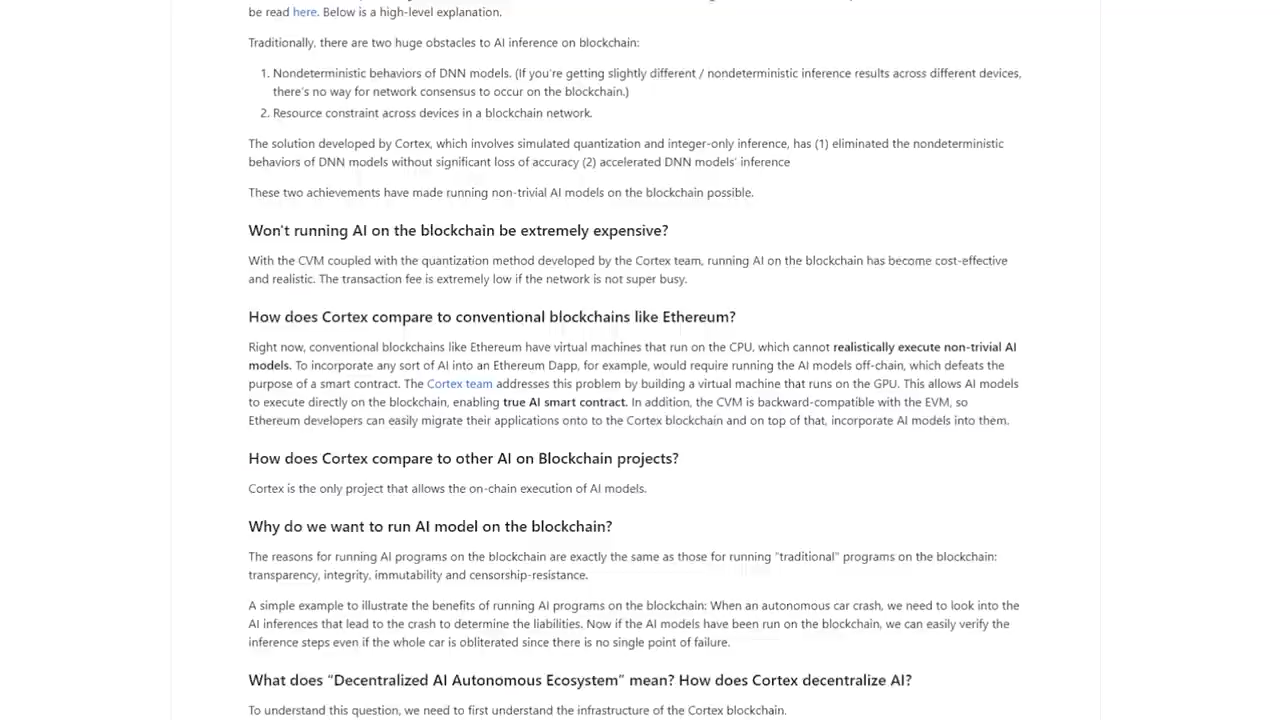 be read here. Below is a high-level explanation.
Traditionally, there are two huge obstacles to AI inference on blockchain:
1. Nondeterministic behaviors of DNN models. (If you're getting slightly different / nondeterministic inference results across different devices,
there's no way for network consensus to occur on the blockchain.)
2. Resource constraint across devices in a blockchain network.
The solution developed by Cortex, which involves simulated quantization and integer-only inference, has (1) eliminated the nondeterministic
behaviors of DNN models without significant loss of accuracy (2) accelerated DNN models' inference
These two achievements have made running non-trivial AI models on the blockchain possible.
Won't running AI on the blockchain be extremely expensive?
With the CVM coupled with the quantization method developed by the Cortex team, running AI on the blockchain has become cost-effective
and realistic. The transaction fee is extremely low if the network is not super busy.
How does Cortex compare to conventional blockchains like Ethereum?
Right now, conventional blockchains like Ethereum have virtual machines that run on the CPU, which cannot realistically execute non-trivial AI
models. To incorporate any sort of AI into an Ethereum Dapp, for example, would require running the AI models off-chain, which defeats the
purpose of a smart contract. The Cortex team addresses this problem by building a virtual machine that runs on the GPU. This allows AI models
to execute directly on the blockchain, enabling true AI smart contract. In addition, the CVM is backward-compatible with the EVM, so
Ethereum developers can easily migrate their applications onto to the Cortex blockchain and on top of that, incorporate AI models into them.
How does Cortex compare to other AI on Blockchain projects?
Cortex is the only project that allows the on-chain execution of AI models.
Why do we want to run AI model on the blockchain?
The reasons for running AI programs on the blockchain are exactly the same as those for running "traditional" programs on the blockchain:
transparency, integrity, immutability and censorship-resistance.
A simple example to illustrate the benefits of running AI programs on the blockchain: When an autonomous car crash, we need to look into the
AI inferences that lead to the crash to determine the liabilities. Now if the AI models have been run on the blockchain, we can easily verify the
inference steps even if the whole car is obliterated since there is no single point of failure.
What does "Decentralized AI Autonomous Ecosystem" mean? How does Cortex decentralize AI?
To understand this question, we need to first understand the infrastructure of the Cortex blockchain.